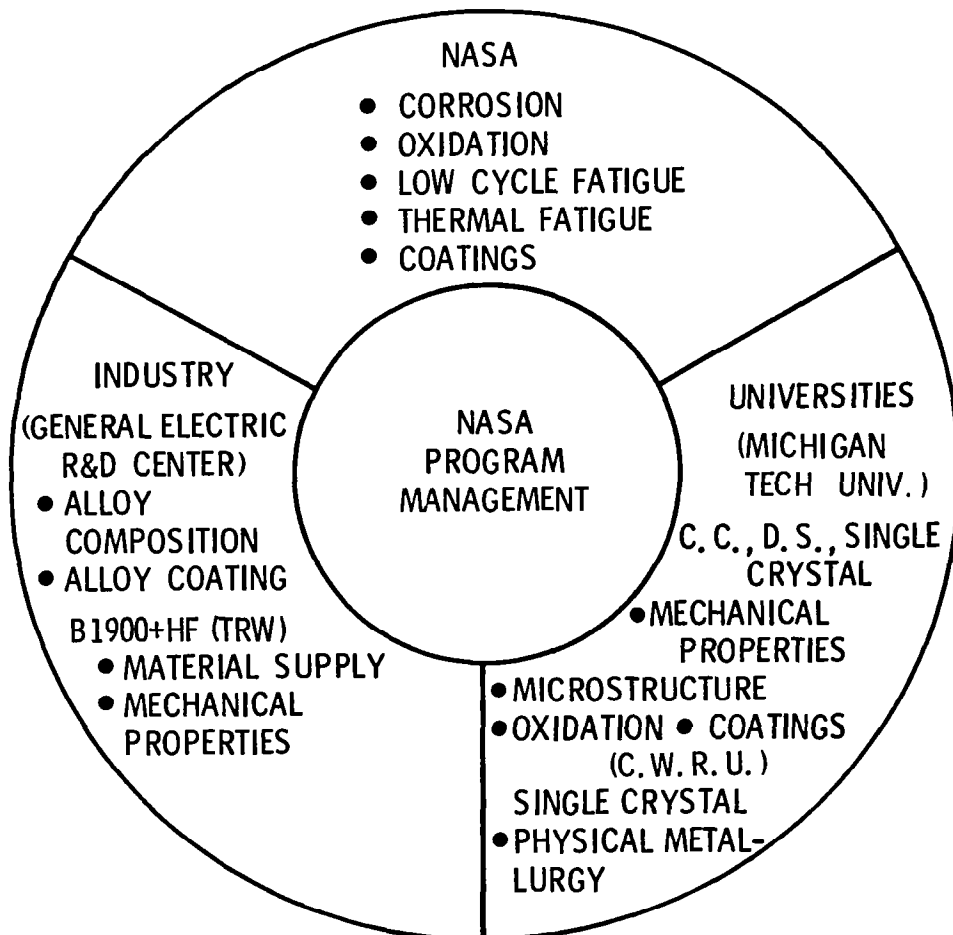 NASA
● CORROSION
● OXIDATION
● LOW CYCLE FATIGUE
● THERMAL FATIGUE
● COATINGS
INDUSTRY
(GENERAL ELECTRIC
R&D CENTER)
● ALLOY
COMPOSITION
● ALLOY COATING
B1900+HF (TRW)
● MATERIAL SUPPLY
● MECHANICAL
PROPERTIES
NASA
PROGRAM
MANAGEMENT
UNIVERSITIES
(MICHIGAN
TECH UNIV.)
C.C., D.S., SINGLE
CRYSTAL
● MECHANICAL
PROPERTIES
● MICROSTRUCTURE
● OXIDATION ● COATINGS
(C.W.R.U.)
SINGLE CRYSTAL
● PHYSICAL METAL-
LURGY